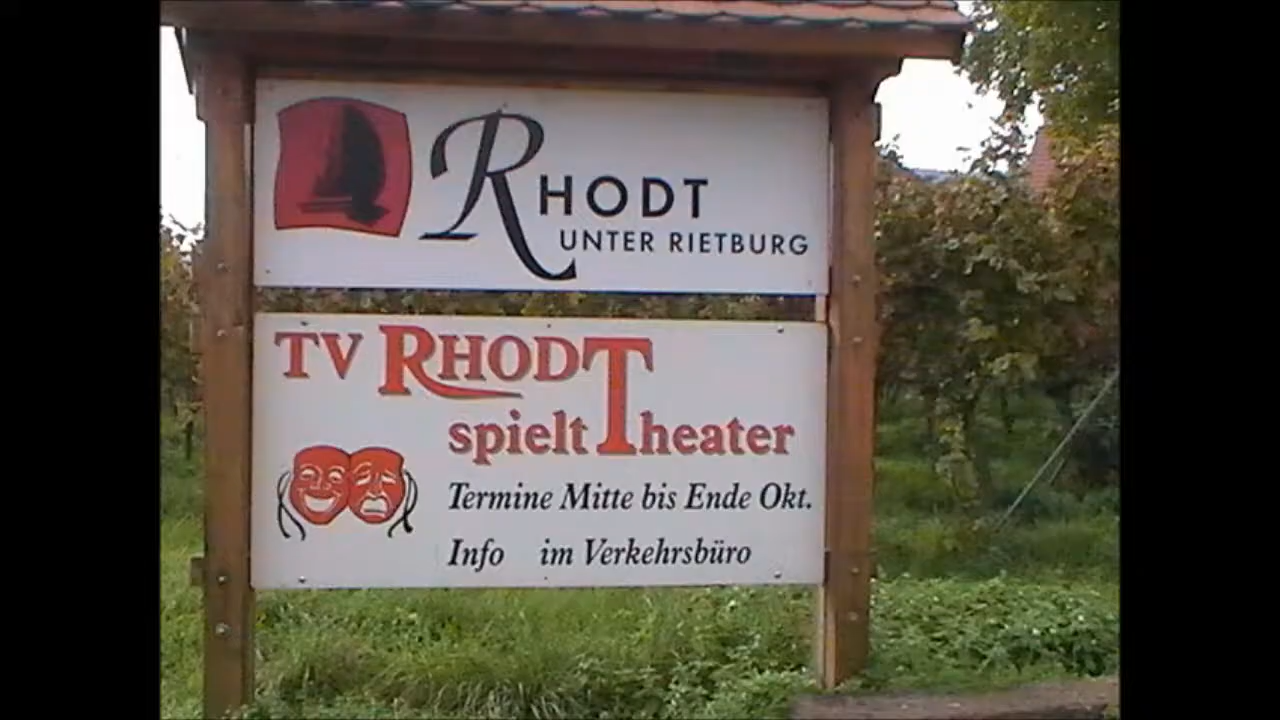 RHODT
UNTER RIETBURG
TV RHODT
spielt Theater
Termine Mitte bis Ende Okt.
Info im Verkehrsbüro